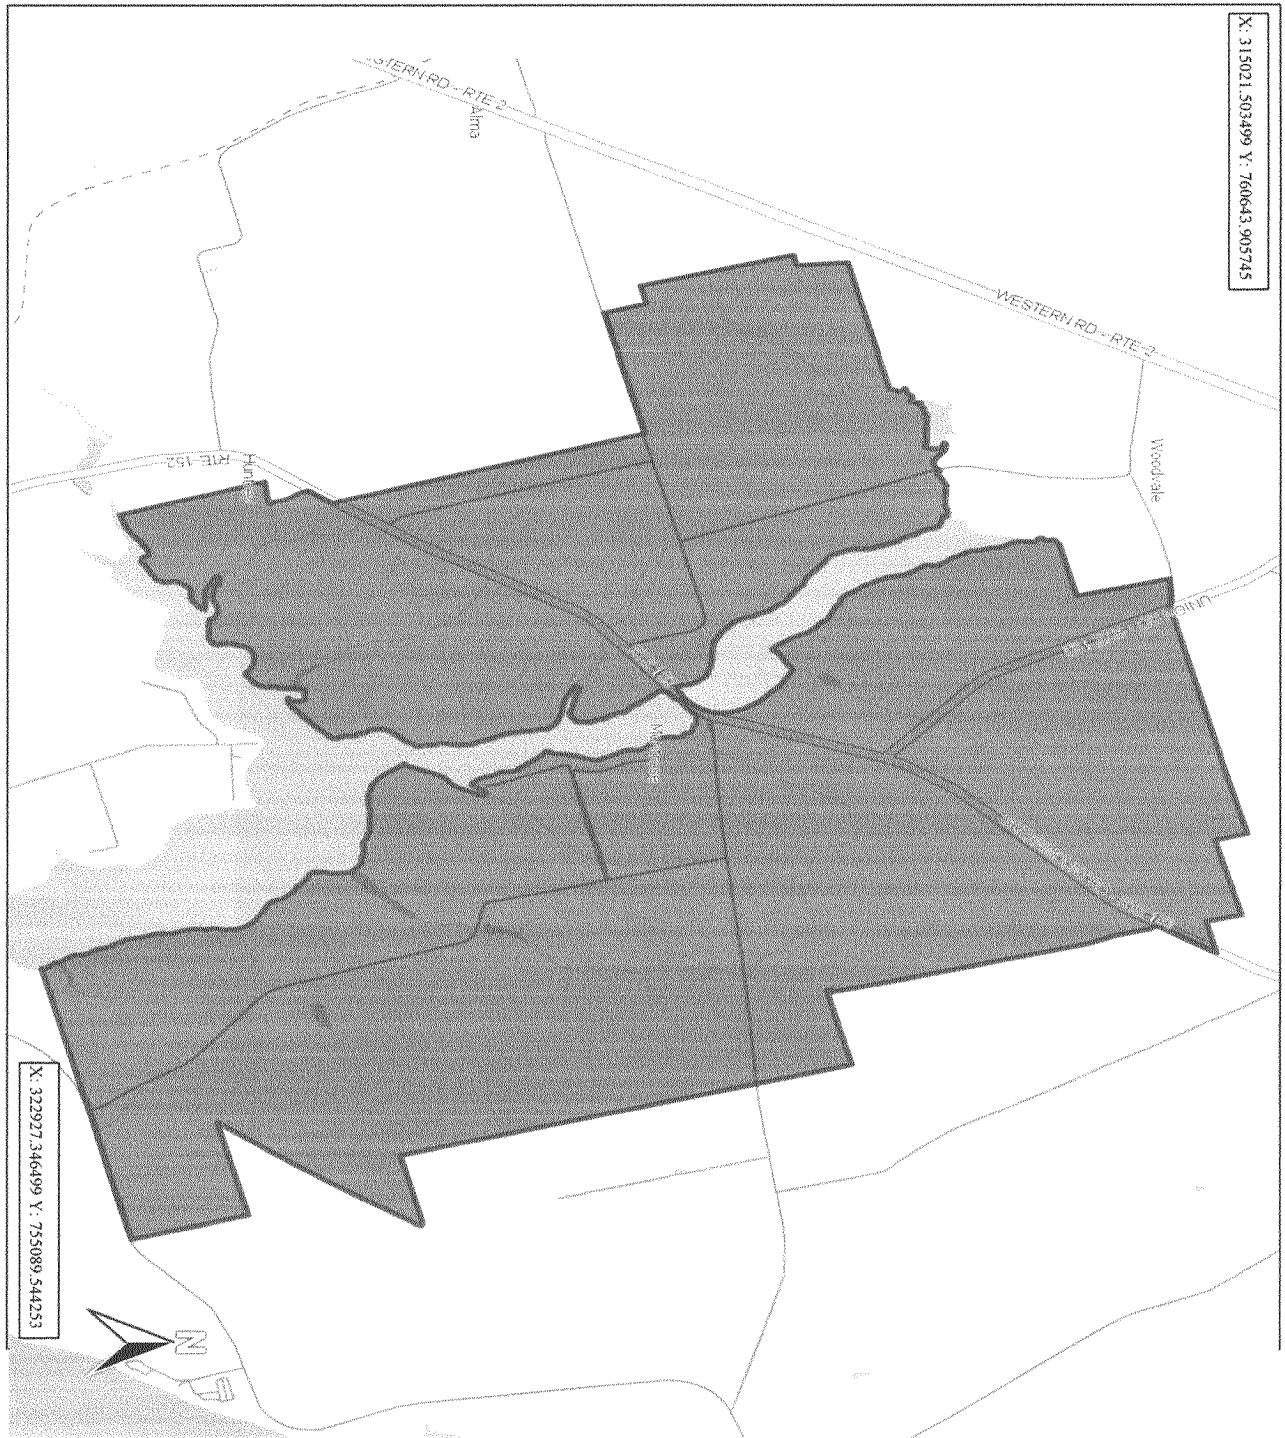 X: 315021.503499 Y: 760643.905745
WESTERN RD - RTE 2
Woodvale
STERN RD - RTE 2
Alma
RTE 152
X: 322927.346499 Y: 755089.544253
N